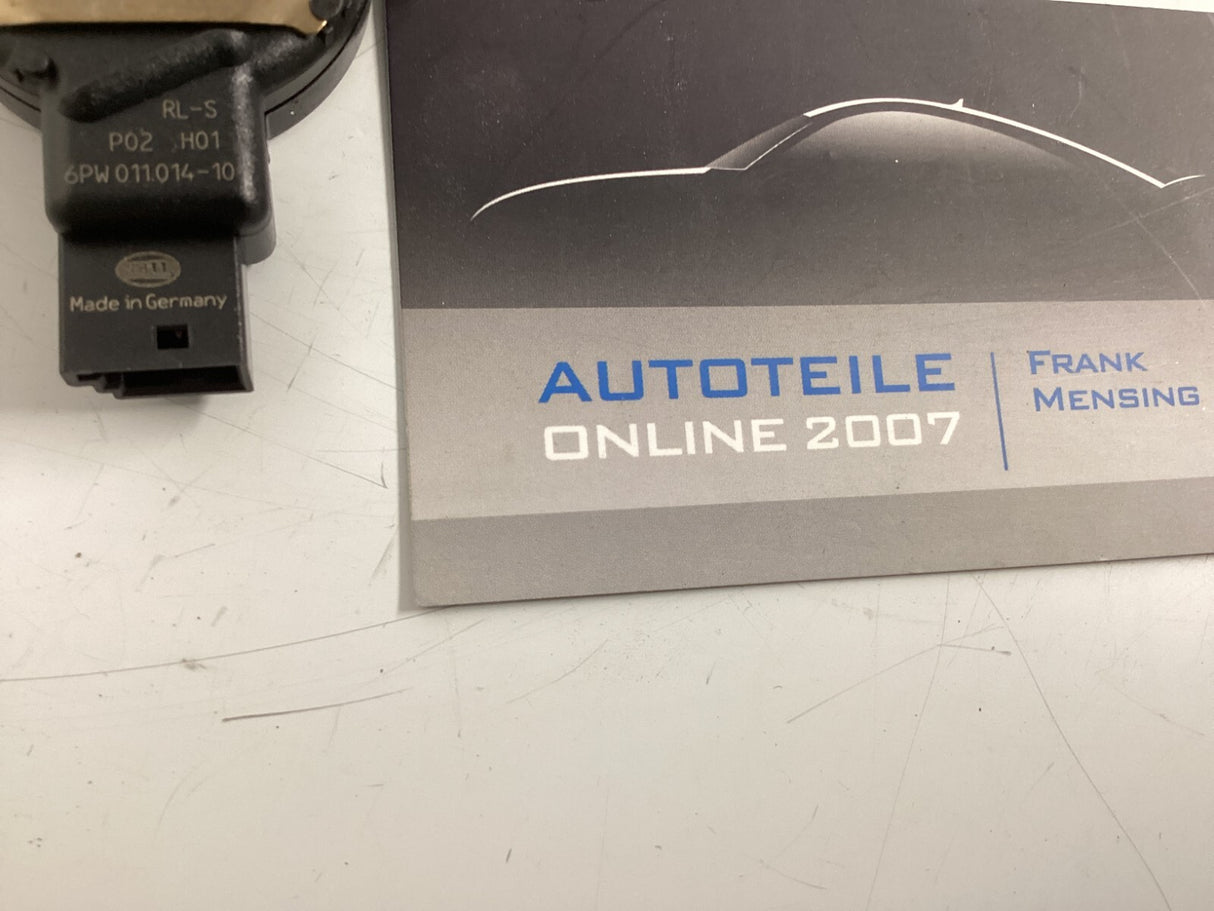 RL-S
P02 H01
6PW 011.014-10
Made in Germany
AUTOTEILE
ONLINE 2007
FRANK
MENSING